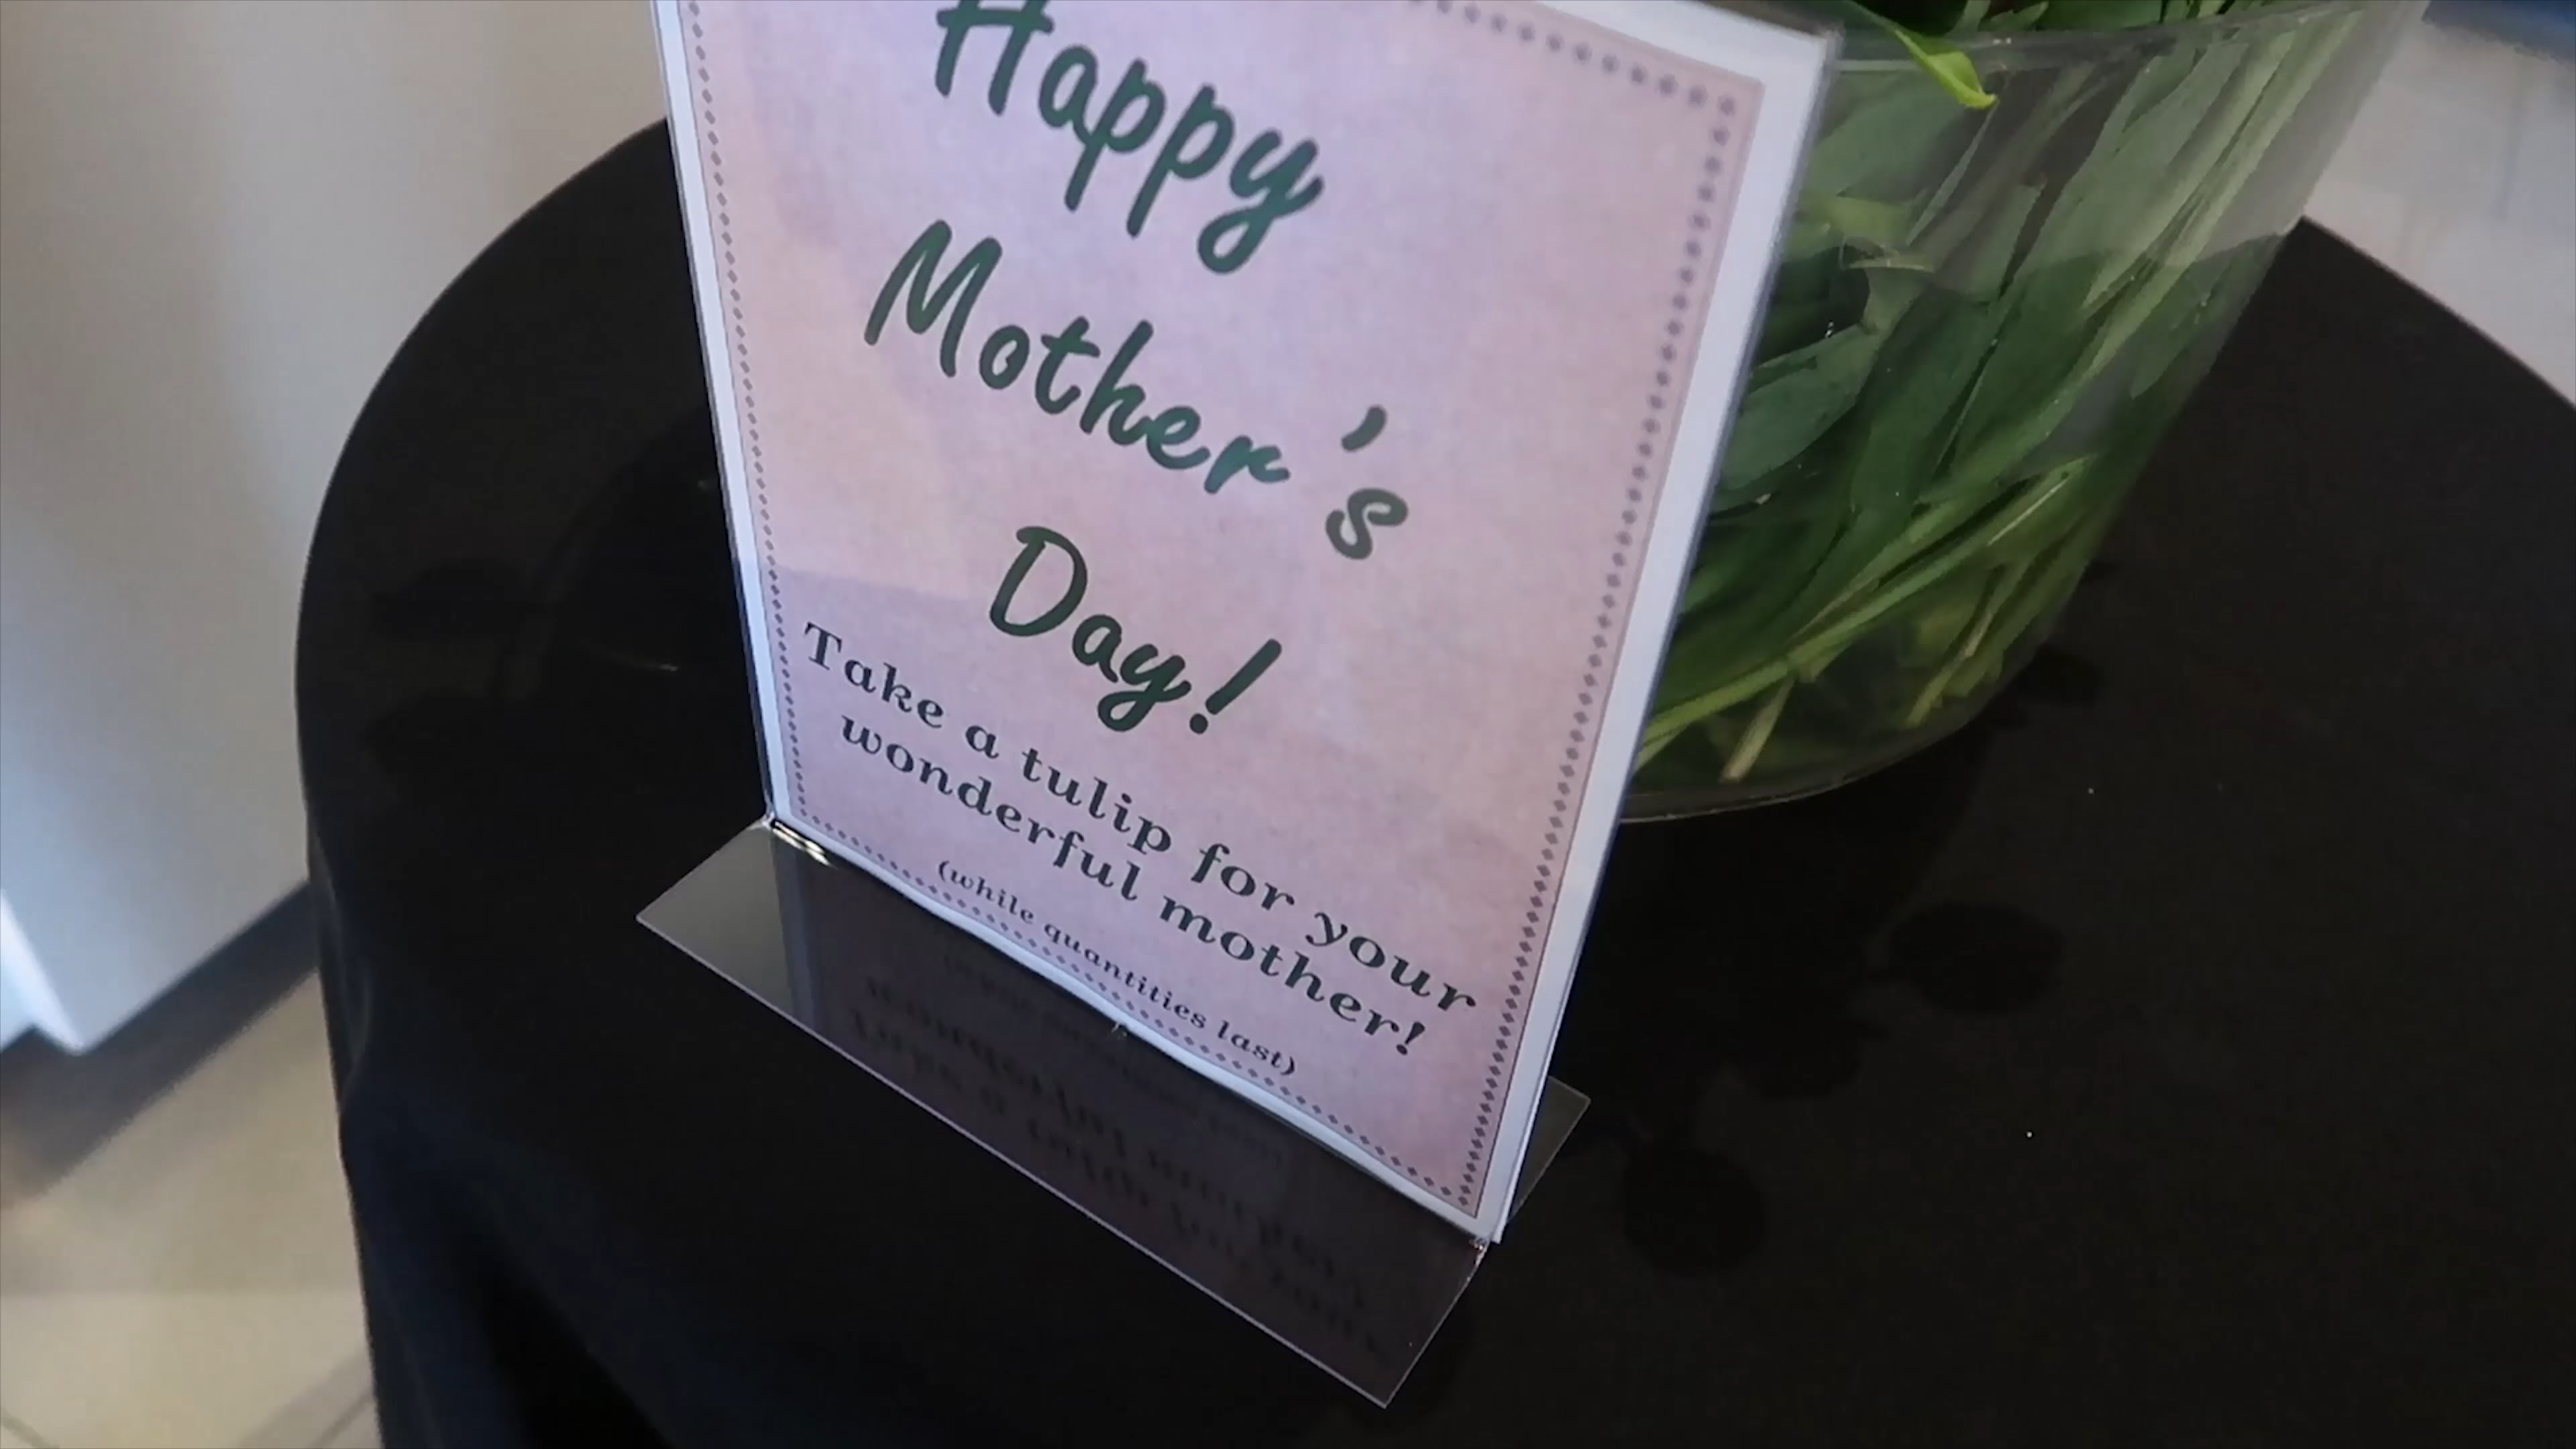 Happy
Mother's
Day!
Take a tulip for your
wonderful mother!
(while quantities last)